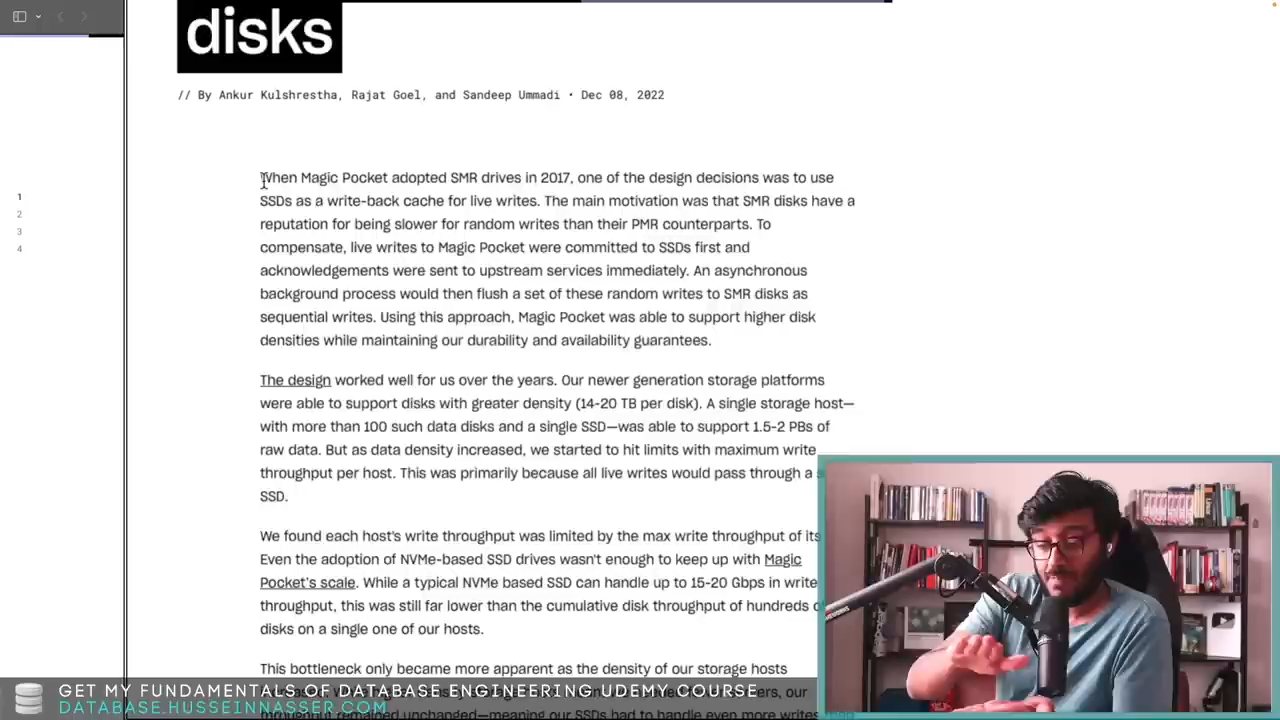 disks
// By Ankur Kulshrestha, Rajat Goel, and Sandeep Ummadi • Dec 08, 2022
When Magic Pocket adopted SMR drives in 2017, one of the design decisions was to use
SSDs as a write-back cache for live writes. The main motivation was that SMR disks have a
reputation for being slower for random writes than their PMR counterparts. To
compensate, live writes to Magic Pocket were committed to SSDs first and
acknowledgements were sent to upstream services immediately. An asynchronous
background process would then flush a set of these random writes to SMR disks as
sequential writes. Using this approach, Magic Pocket was able to support higher disk
densities while maintaining our durability and availability guarantees.
The design worked well for us over the years. Our newer generation storage platforms
were able to support disks with greater density (14-20 TB per disk). A single storage host—
with more than 100 such data disks and a single SSD—was able to support 1.5-2 PBs of
raw data. But as data density increased, we started to hit limits with maximum write
throughput per host. This was primarily because all live writes would pass through a
SSD.
We found each host's write throughput was limited by the max write throughput of its
Even the adoption of NVMe-based SSD drives wasn't enough to keep up with Magic
Pocket's scale. While a typical NVMe based SSD can handle up to 15-20 Gbps in write
throughput, this was still far lower than the cumulative disk throughput of hundreds
disks on a single one of our hosts.
This bottleneck only became more apparent as the density of our storage hosts
throughput remained unchanged—meaning our SSDs had to handle even more writes
1
2
3
4
GET MY FUNDAMENTALS OF DATABASE ENGINEERING UDEMY COURSE
DATABASE.HUSSEINNASSER.COM